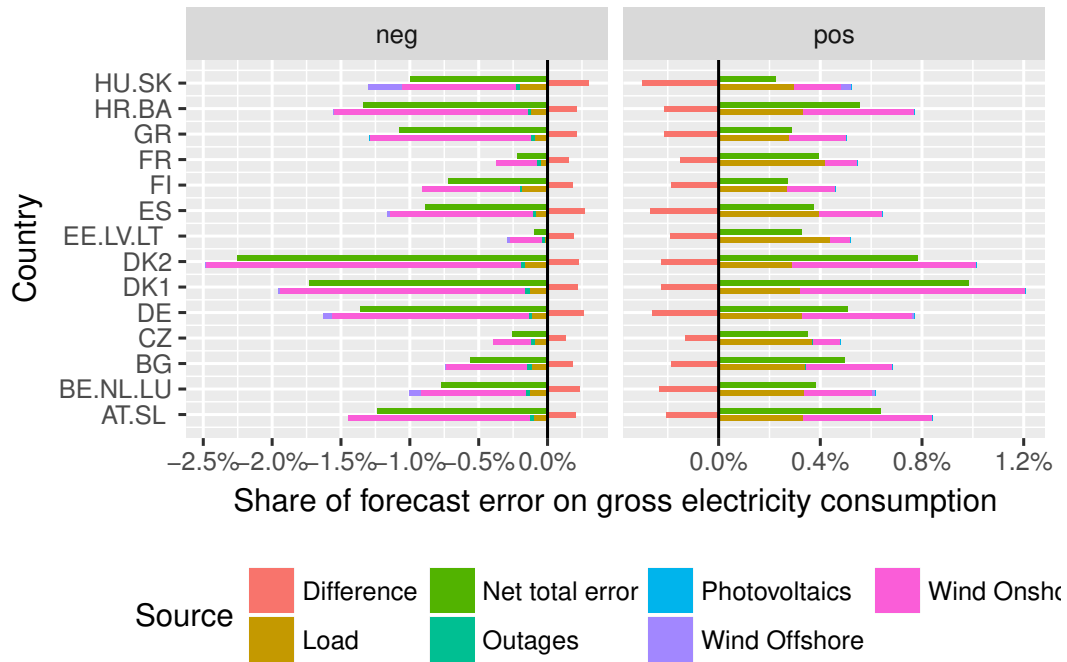 neg pos
HU.SK
HR.BA
GR
FR
FI
ES
EE.LV.LT
DK2
DK1
DE
CZ
BG
BE.NL.LU
AT.SL
Country
−2.5% −2.0% −1.5% −1.0% −0.5% 0.0% 0.0% 0.4% 0.8% 1.2%
Share of forecast error on gross electricity consumption
Source
Difference Net total error Photovoltaics Wind Onsho
Load Outages Wind Offshore